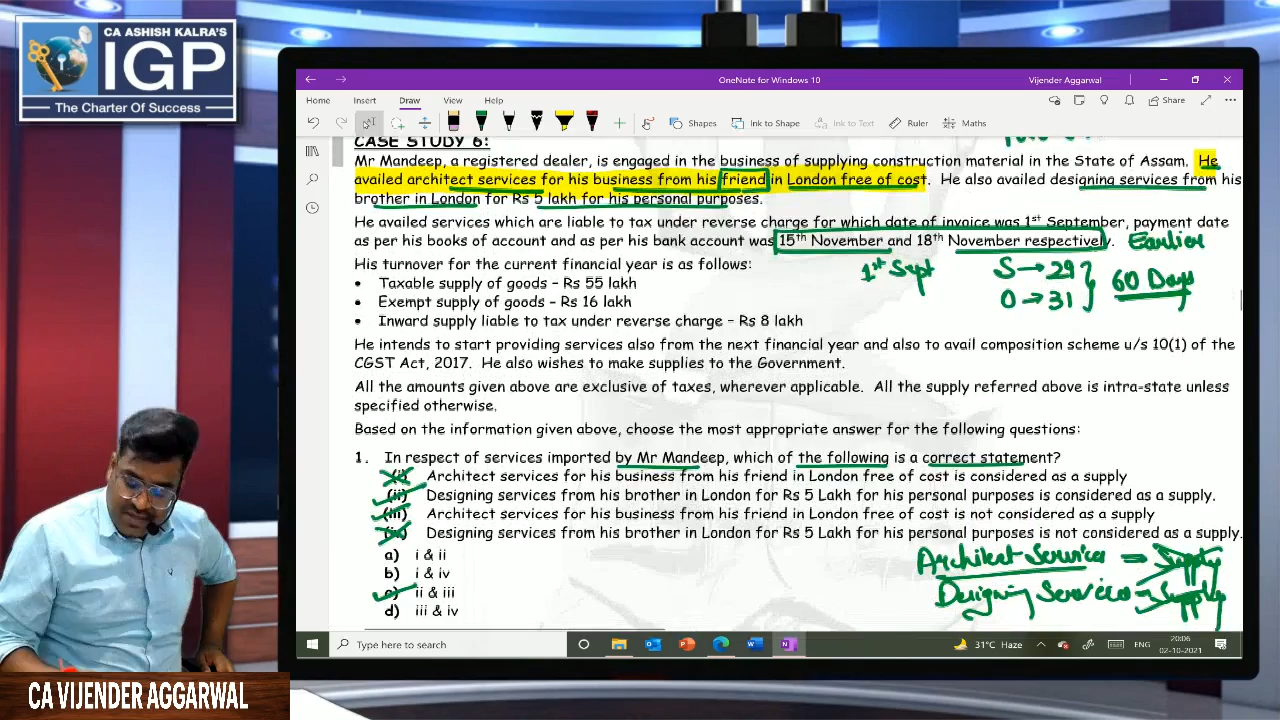 CA ASHISH KALRA'S
IGP
The Charter Of Success
OneNote for Windows 10
Vijender Aggarwal
Home Insert Draw View Help
Share
Shapes Ink to Shape Ink to Text Ruler Maths
CASE STUDY 6:
Mr Mandeep, a registered dealer, is engaged in the business of supplying construction material in the State of Assam. He
availed architect services for his business from his friend in London free of cost. He also availed designing services from his
brother in London for Rs 5 lakh for his personal purposes.
He availed services which are liable to tax under reverse charge for which date of invoice was 1st September, payment date
as per his books of account and as per his bank account was 15th November and 18th November respectively. Earlier
His turnover for the current financial year is as follows: 1st Sept S → 29
• Taxable supply of goods – Rs 55 lakh 60 Days
• Exempt supply of goods – Rs 16 lakh O → 31
• Inward supply liable to tax under reverse charge – Rs 8 lakh
He intends to start providing services also from the next financial year and also to avail composition scheme u/s 10(1) of the
CGST Act, 2017. He also wishes to make supplies to the Government.
All the amounts given above are exclusive of taxes, wherever applicable. All the supply referred above is intra-state unless
specified otherwise.
Based on the information given above, choose the most appropriate answer for the following questions:
1. In respect of services imported by Mr Mandeep, which of the following is a correct statement?
(i) Architect services for his business from his friend in London free of cost is considered as a supply
(ii) Designing services from his brother in London for Rs 5 Lakh for his personal purposes is considered as a supply.
(iii) Architect services for his business from his friend in London free of cost is not considered as a supply
(iv) Designing services from his brother in London for Rs 5 Lakh for his personal purposes is not considered as a supply.
a) i & ii
b) i & iv
c) ii & iii
d) iii & iv
Architect Services ⇒ Supply
Designing Services → Supply
Type here to search
31°C Haze
ENG
20:06
02-10-2021
CA VIJENDER AGGARWAL